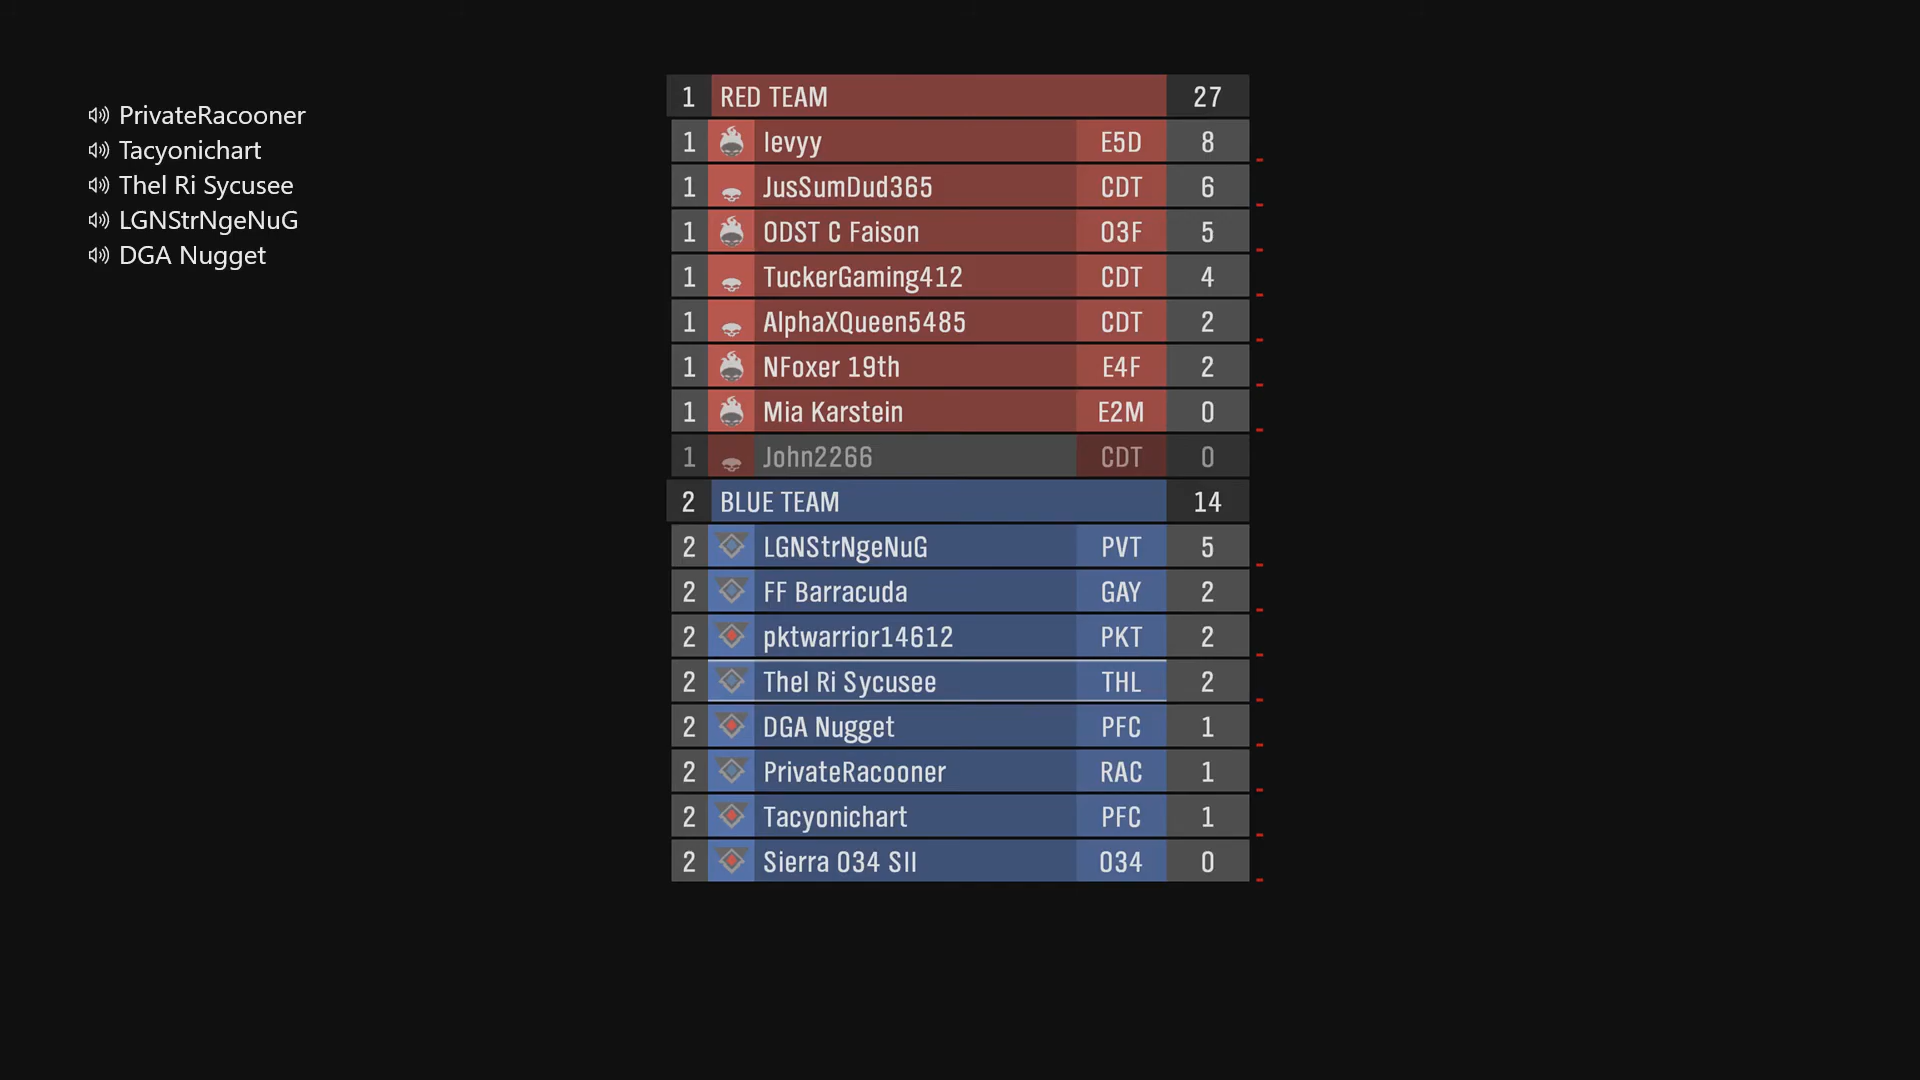 PrivateRacooner
Tacyonichart
Thel Ri Sycusee
LGNStrNgeNuG
DGA Nugget
1 RED TEAM 27
1 levyy E5D 8
1 JusSumDud365 CDT 6
1 ODST C Faison O3F 5
1 TuckerGaming412 CDT 4
1 AlphaXQueen5485 CDT 2
1 NFoxer 19th E4F 2
1 Mia Karstein E2M 0
1 John2266 CDT 0
2 BLUE TEAM 14
2 LGNStrNgeNuG PVT 5
2 FF Barracuda GAY 2
2 pktwarrior14612 PKT 2
2 Thel Ri Sycusee THL 2
2 DGA Nugget PFC 1
2 PrivateRacooner RAC 1
2 Tacyonichart PFC 1
2 Sierra 034 SII 034 0